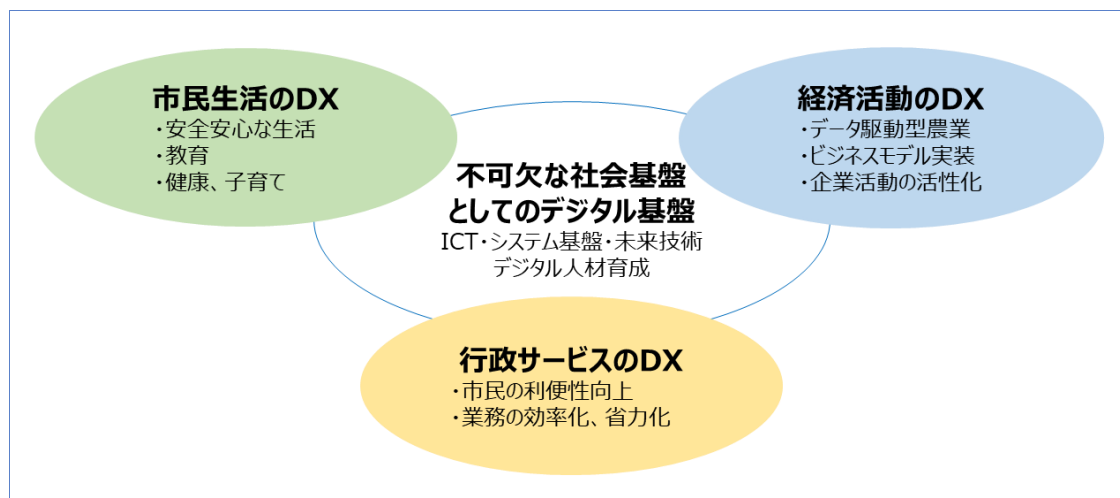 市民生活のDX
・安全安心な生活
・教育
・健康、子育て
経済活動のDX
・データ駆動型農業
・ビジネスモデル実装
・企業活動の活性化
不可欠な社会基盤
としてのデジタル基盤
ICT・システム基盤・未来技術
デジタル人材育成
行政サービスのDX
・市民の利便性向上
・業務の効率化、省力化